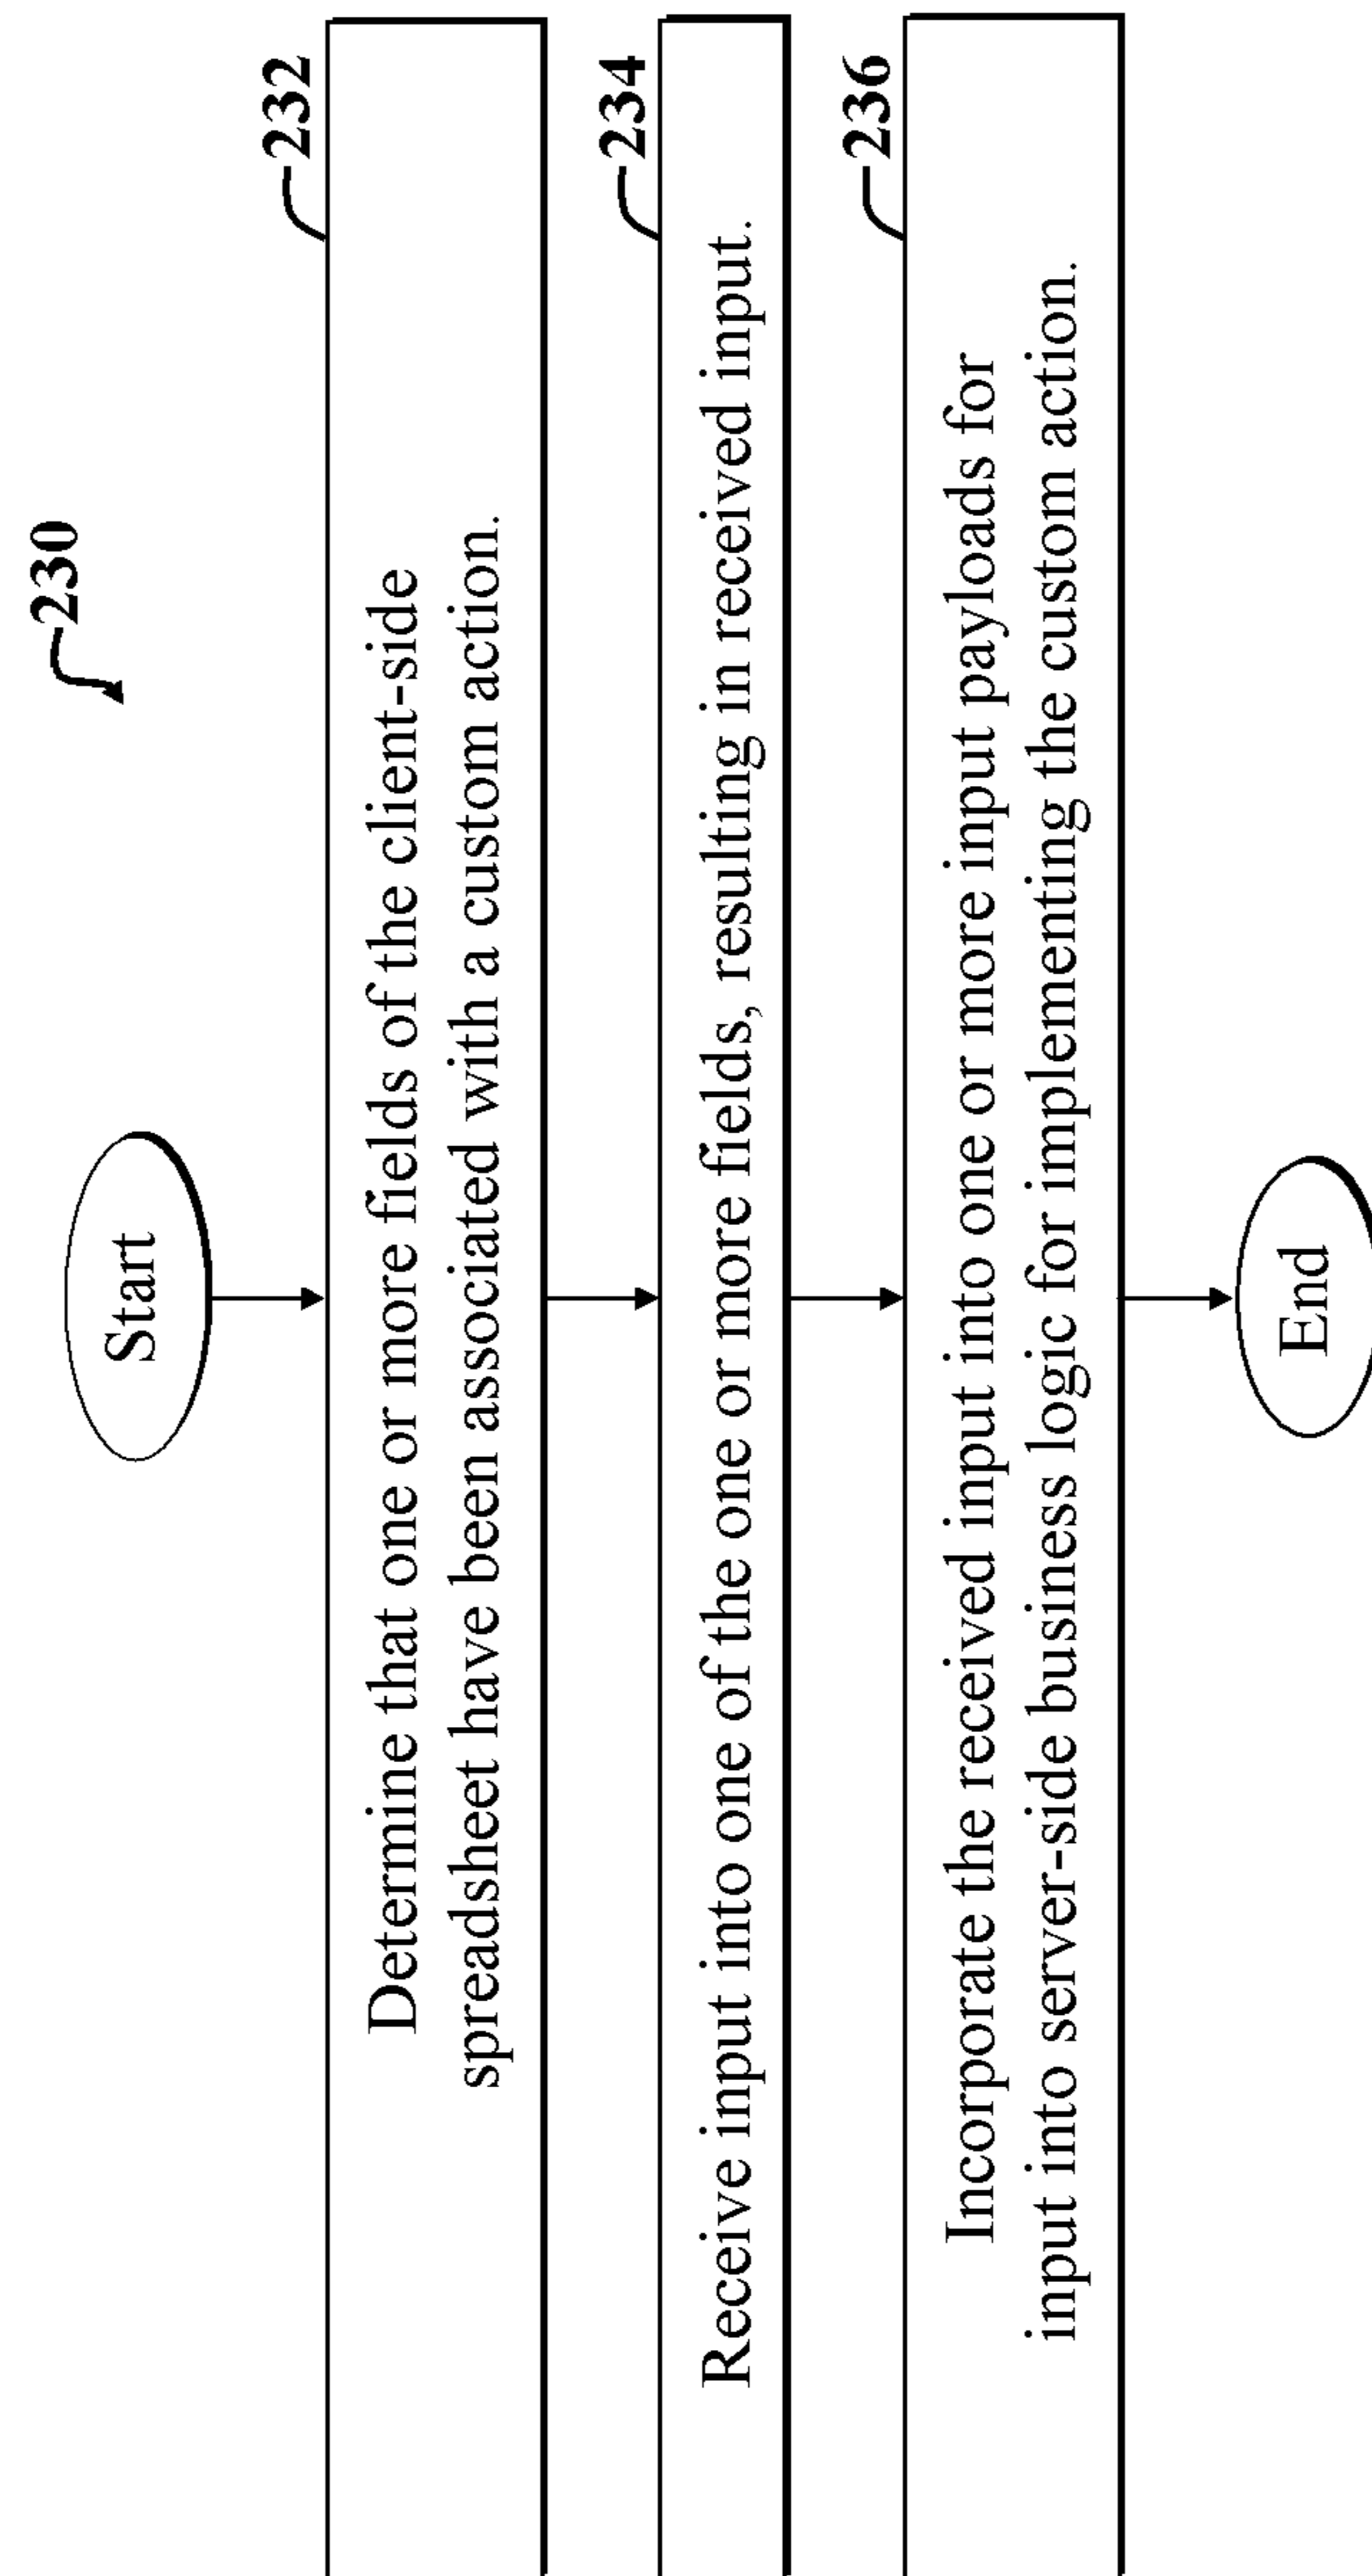 230
Start
232
Determine that one or more fields of the client-side
spreadsheet have been associated with a custom action.
234
Receive input into one of the one or more fields, resulting in received input.
236
Incorporate the received input into one or more input payloads for
input into server-side business logic for implementing the custom action.
End